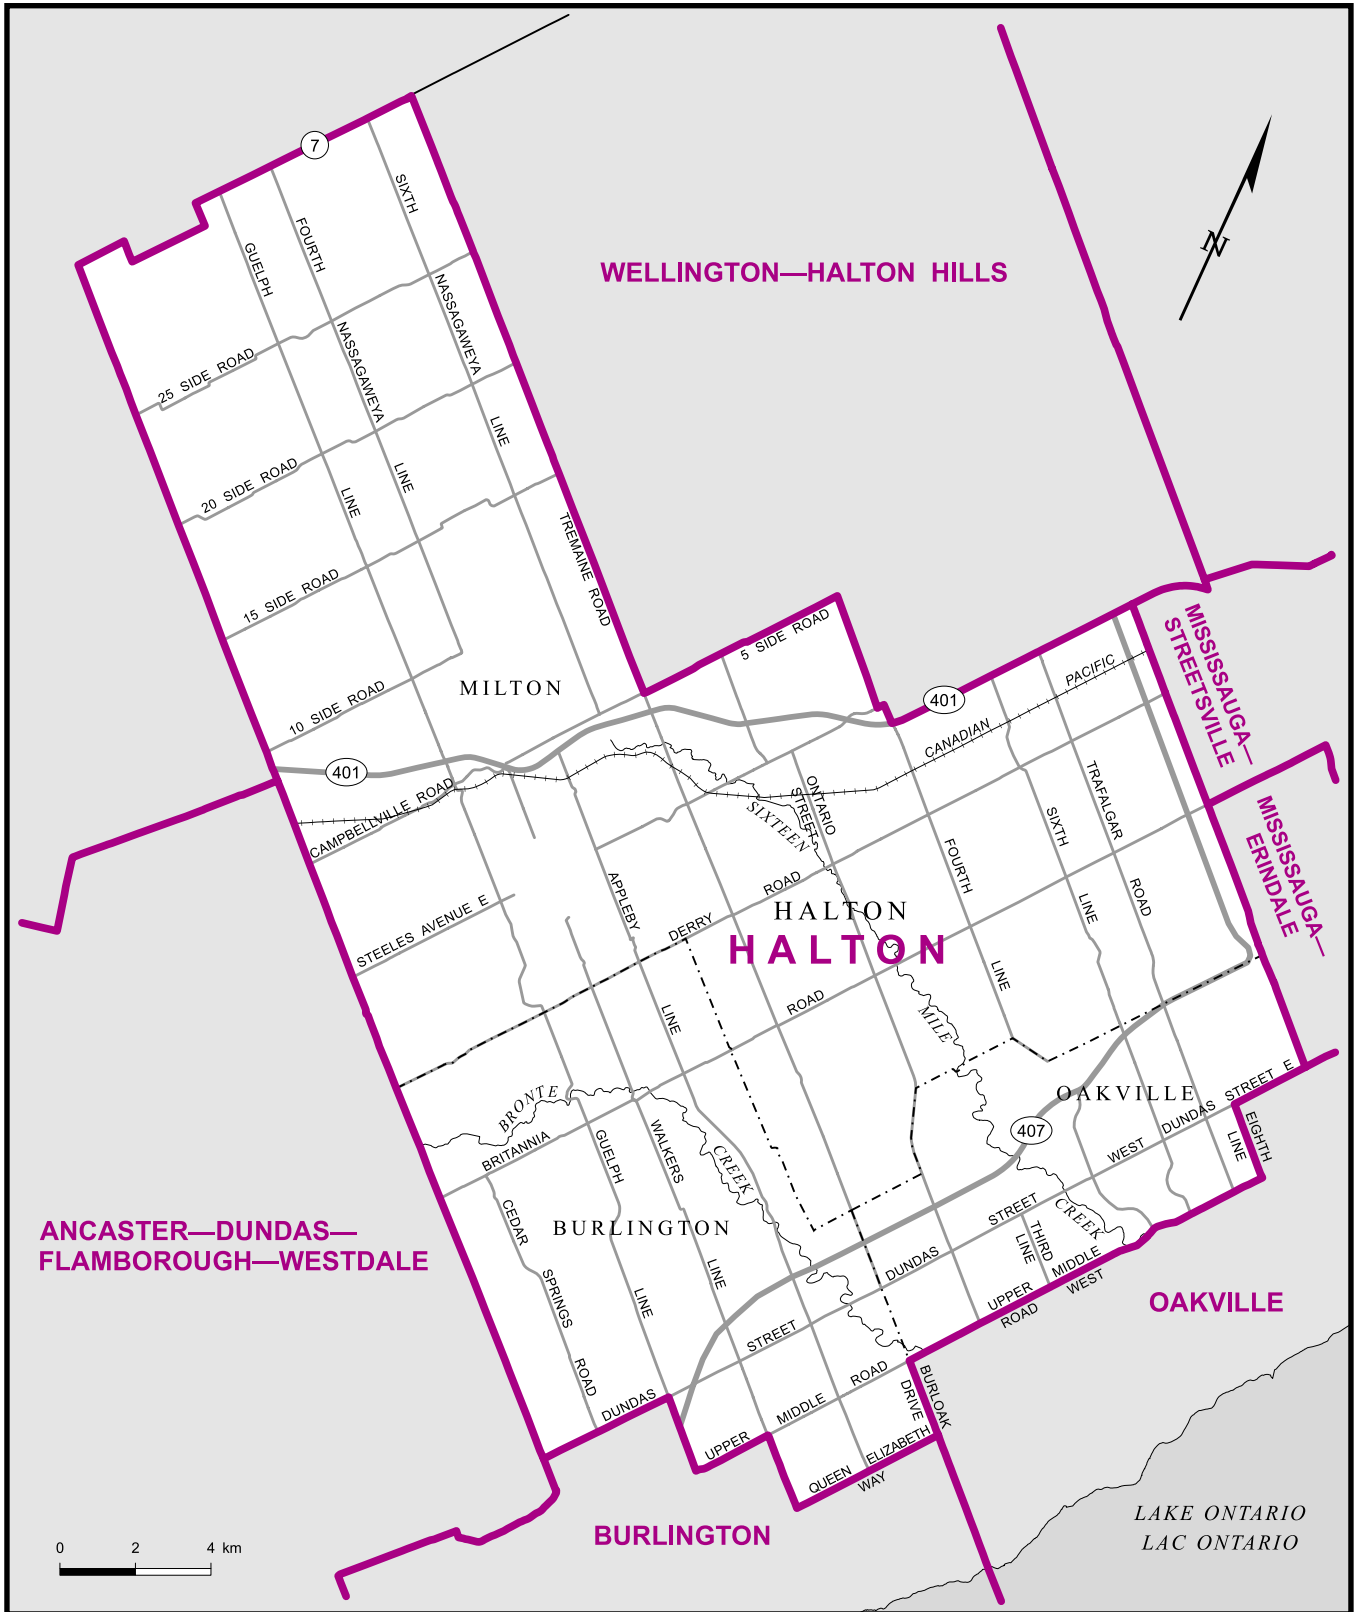 7
SIXTH
FOURTH
GUELPH
N
WELLINGTON—HALTON HILLS
NASSAGAWEYA
NASSAGAWEYA
25 SIDE ROAD
LINE
LINE
20 SIDE ROAD
LINE
TREMAINE ROAD
15 SIDE ROAD
5 SIDE ROAD
MISSISSAUGA—
STREETSVILLE
10 SIDE ROAD
MILTON
401
PACIFIC
CANADIAN
401
CAMPBELLVILLE ROAD
ONTARIO
STREET
SIXTEEN
TRAFALGAR
SIXTH
MISSISSAUGA—
ERINDALE
FOURTH
APPLEBY
ROAD
ROAD
LINE
STEELES AVENUE E
DERRY
HALTON
HALTON
LINE
ROAD
LINE
MILE
BRONTE
OAKVILLE
STREET E
DUNDAS
407
EIGHTH
LINE
WEST
BRITANNIA
GUELPH
WALKERS
CREEK
CEDAR
BURLINGTON
STREET
CREEK
THIRD
LINE
ANCASTER—DUNDAS—
FLAMBOROUGH—WESTDALE
DUNDAS
LINE
MIDDLE
WEST
UPPER
ROAD
SPRINGS
LINE
OAKVILLE
STREET
ROAD
ROAD
BURLOAK
DRIVE
DUNDAS
MIDDLE
UPPER
ELIZABETH
QUEEN
WAY
LAKE ONTARIO
LAC ONTARIO
BURLINGTON
0 2 4 km